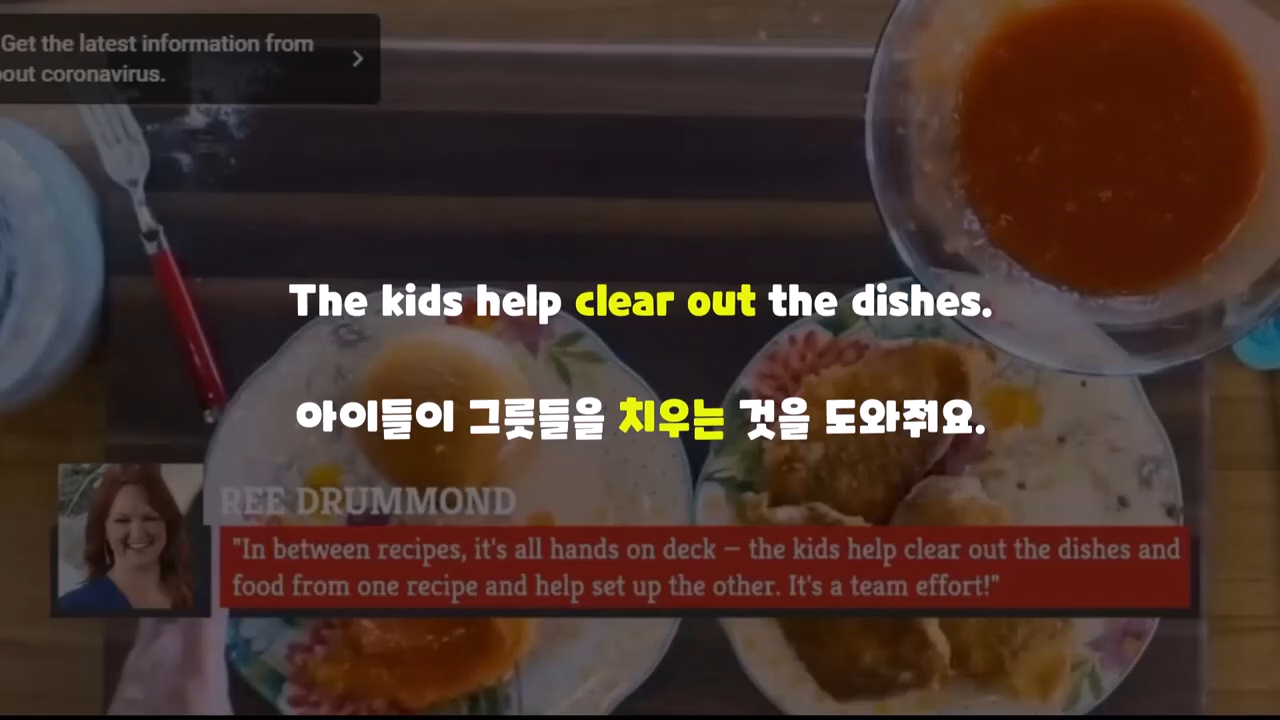 Get the latest information from
out coronavirus.
The kids help clear out the dishes.
아이들이 그릇들을 치우는 것을 도와줘요.
REE DRUMMOND
"In between recipes, it's all hands on deck – the kids help clear out the dishes and
food from one recipe and help set up the other. It's a team effort!"